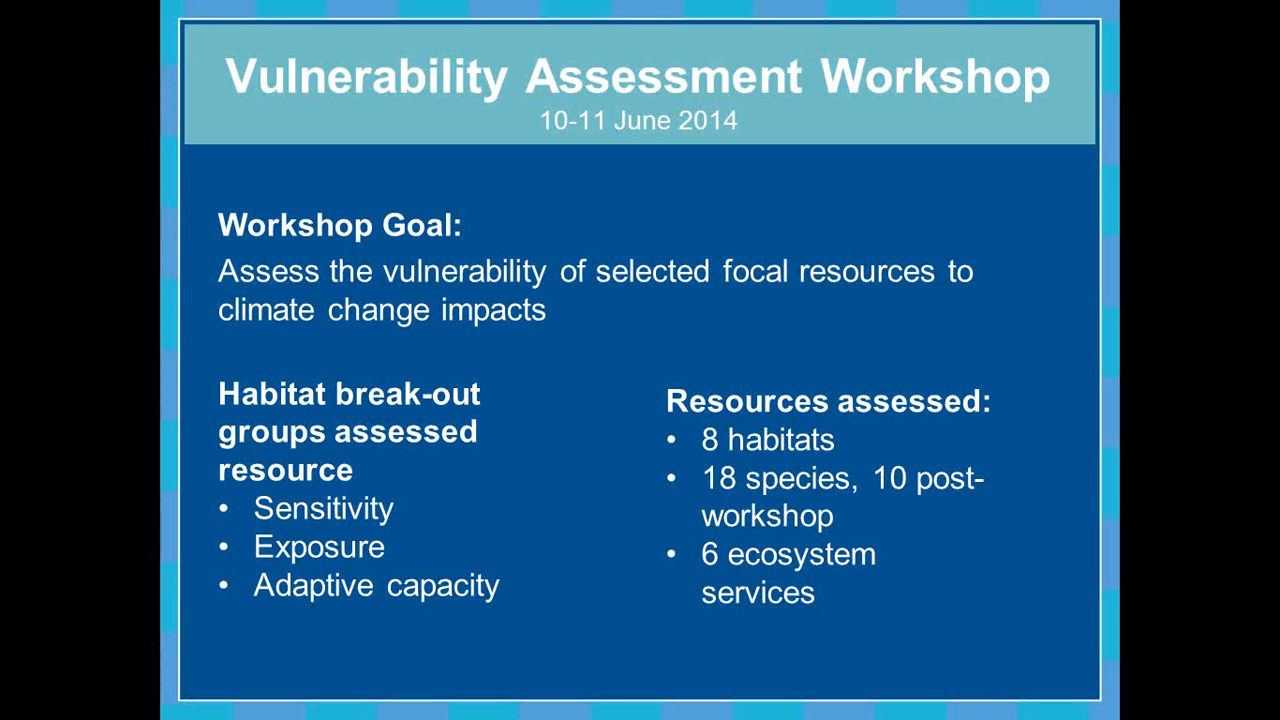 Vulnerability Assessment Workshop
10-11 June 2014
Workshop Goal:
Assess the vulnerability of selected focal resources to
climate change impacts
Habitat break-out
groups assessed
resource
• Sensitivity
• Exposure
• Adaptive capacity
Resources assessed:
• 8 habitats
• 18 species, 10 post-
workshop
• 6 ecosystem
services